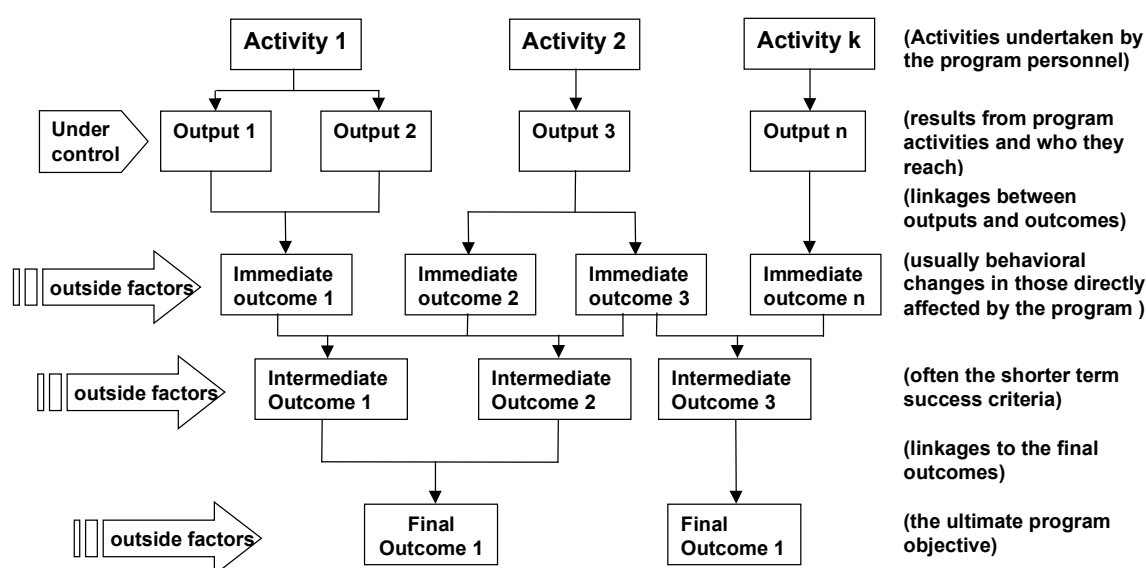 Activity 1
Activity 2
Activity k
(Activities undertaken by
the program personnel)
Under
control
Output 1
Output 2
Output 3
Output n
(results from program
activities and who they
reach)
(linkages between
outputs and outcomes)
outside factors
Immediate
outcome 1
Immediate
outcome 2
Immediate
outcome 3
Immediate
outcome n
(usually behavioral
changes in those directly
affected by the program )
outside factors
Intermediate
Outcome 1
Intermediate
Outcome 2
Intermediate
Outcome 3
(often the shorter term
success criteria)
(linkages to the final
outcomes)
outside factors
Final
Outcome 1
Final
Outcome 1
(the ultimate program
objective)